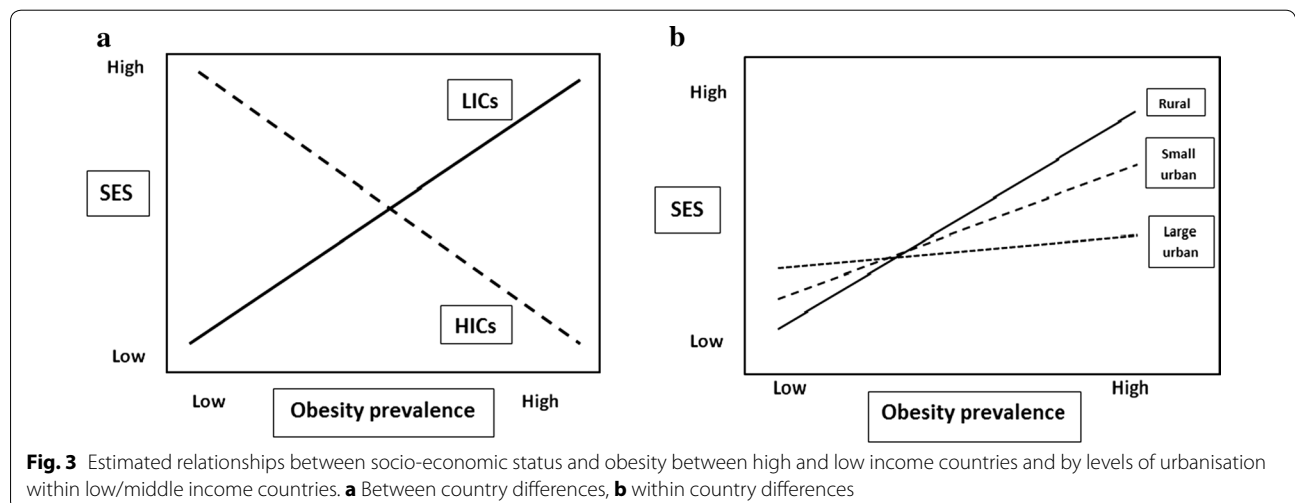 a
High
LICs
SES
HICs
Low
Low
High
Obesity prevalence
b
High
Rural
Small
urban
SES
Large
urban
Low
Low
High
Obesity prevalence
Fig. 3 Estimated relationships between socio-economic status and obesity between high and low income countries and by levels of urbanisation
within low/middle income countries. a Between country differences, b within country differences